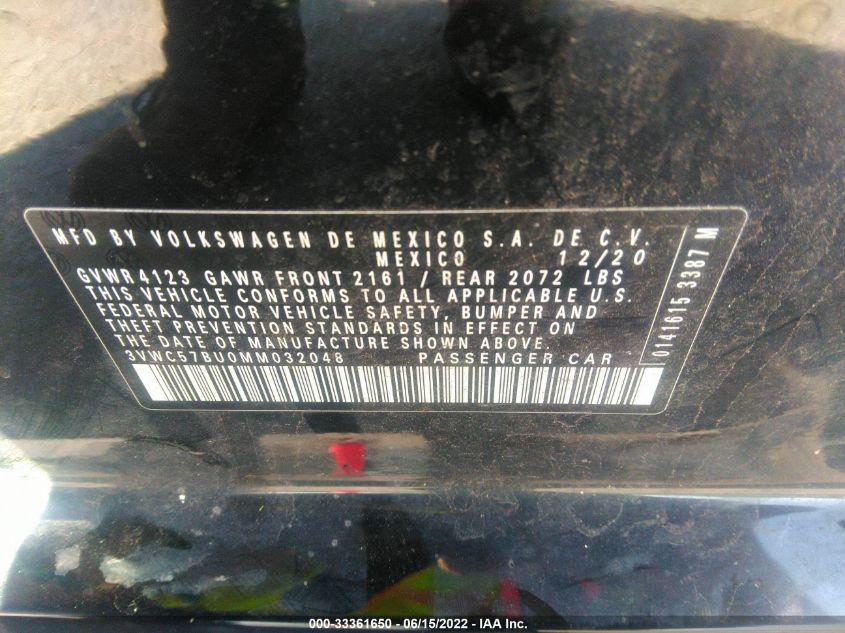 MFD BY VOLKSWAGEN DE MEXICO S.A. DE C.V.
MEXICO 12/20
GVWR 4123 GAWR FRONT 2161 / REAR 2072 LBS
THIS VEHICLE CONFORMS TO ALL APPLICABLE U.S.
FEDERAL MOTOR VEHICLE SAFETY, BUMPER AND
THEFT PREVENTION STANDARDS IN EFFECT ON
THE DATE OF MANUFACTURE SHOWN ABOVE.
3VWC57BU0MM032048 PASSENGER CAR
0141615 3387 M
000-33361650 - 06/15/2022 - IAA Inc.